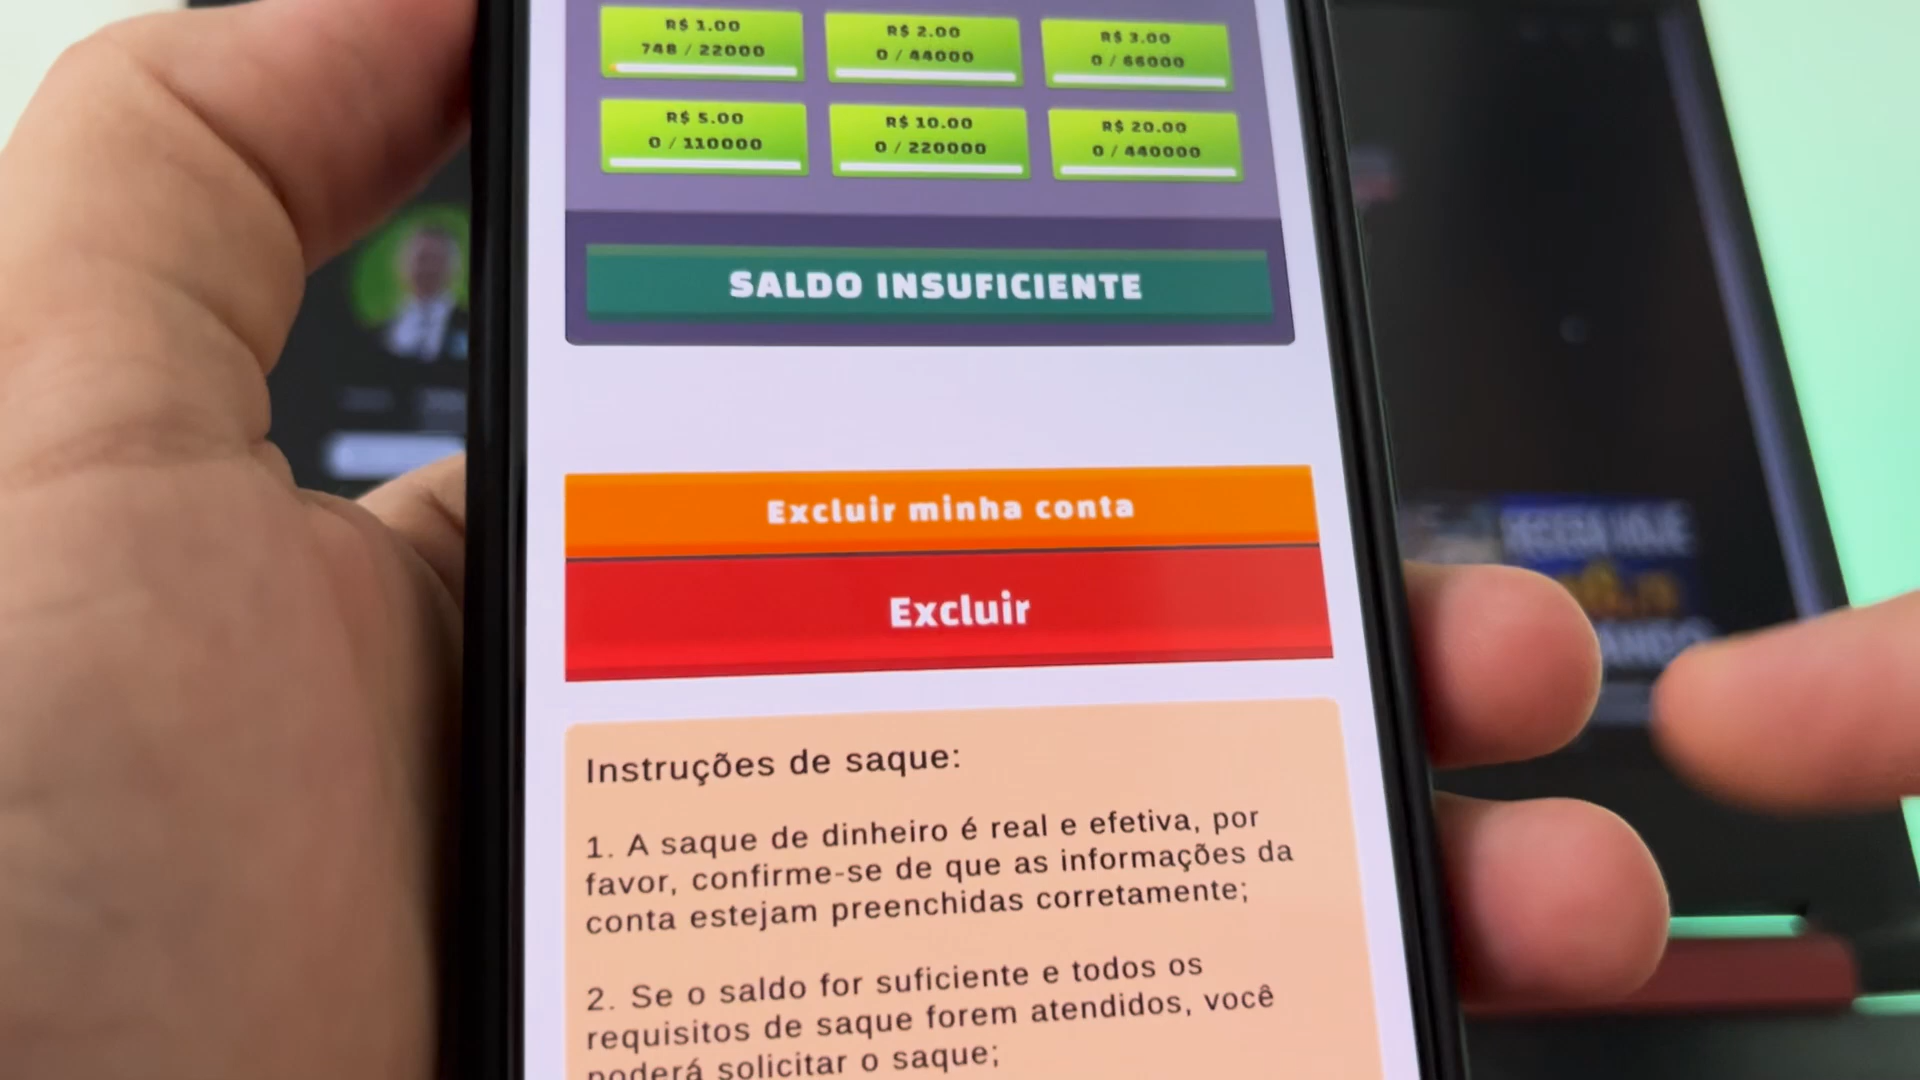 R$ 1.00
748 / 22000
R$ 2.00
0 / 44000
R$ 3.00
0 / 66000
R$ 5.00
0 / 110000
R$ 10.00
0 / 220000
R$ 20.00
0 / 440000
SALDO INSUFICIENTE
Excluir minha conta
Excluir
Instruções de saque:
1. A saque de dinheiro é real e efetiva, por
favor, confirme-se de que as informações da
conta estejam preenchidas corretamente;
2. Se o saldo for suficiente e todos os
requisitos de saque forem atendidos, você
poderá solicitar o saque;